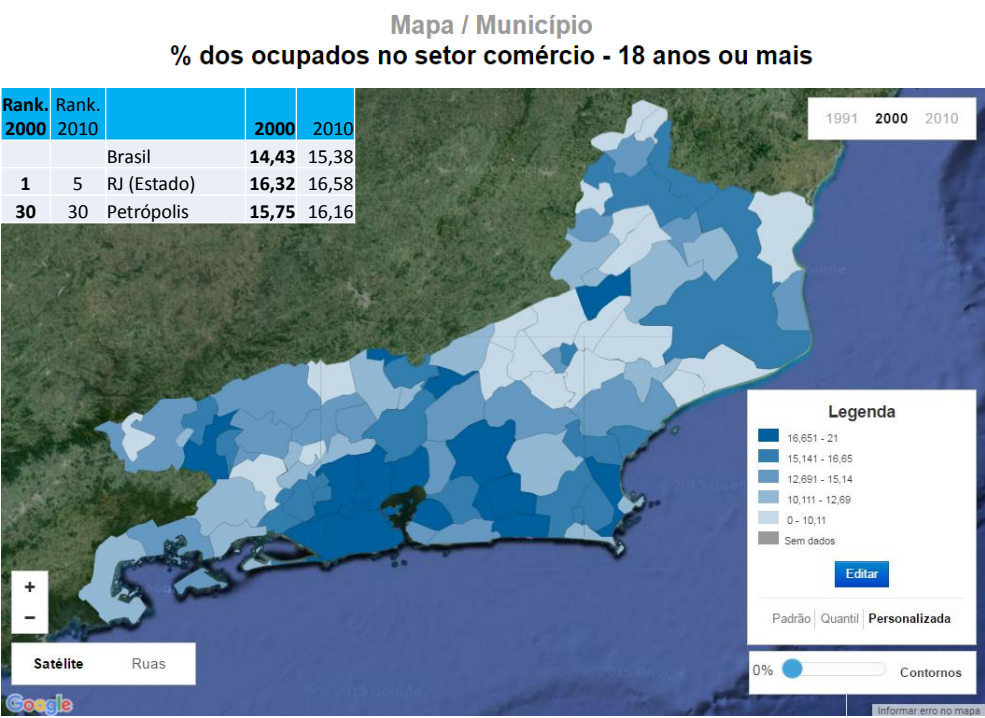 Mapa / Município
% dos ocupados no setor comércio - 18 anos ou mais
Rank. Rank.
2000 2010 2000 2010
Brasil 14,43 15,38
1 5 RJ (Estado) 16,32 16,58
30 30 Petrópolis 15,75 16,16
1991 2000 2010
Legenda
16,651 - 21
15,141 - 16,65
12,691 - 15,14
10,111 - 12,69
0 - 10,11
Sem dados
Editar
Padrão Quantil Personalizada
0% Contornos
+
−
Satélite Ruas
Google
Informar erro no mapa